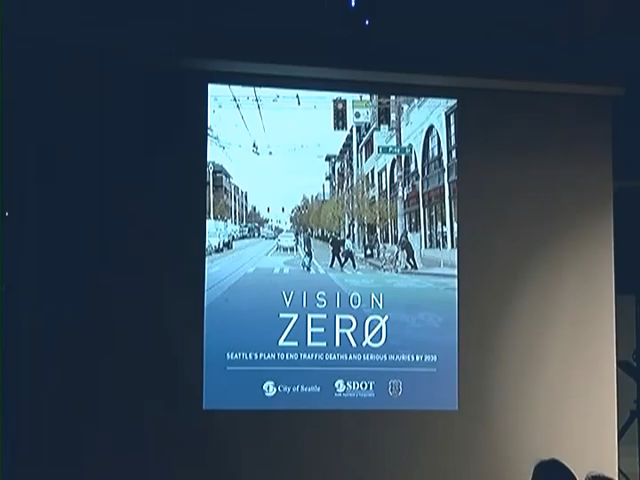 VISION
ZERØ
SEATTLE'S PLAN TO END TRAFFIC DEATHS AND SERIOUS INJURIES BY 2030
City of Seattle
SDOT